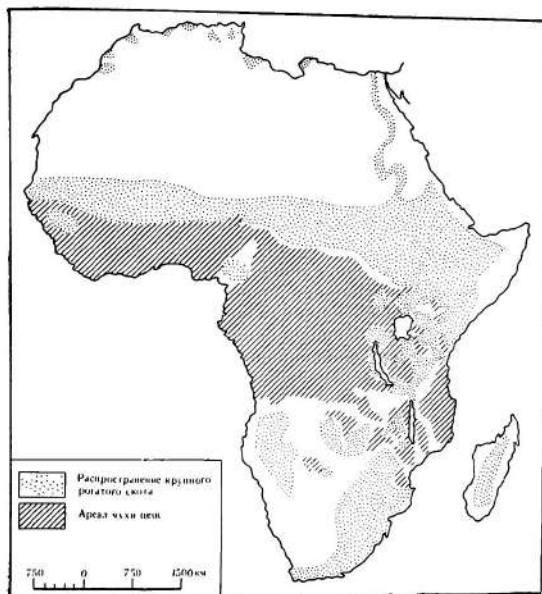 Распространение крупного
рогатого скота
Ареал мухи цеце
750 0 750 1500 км